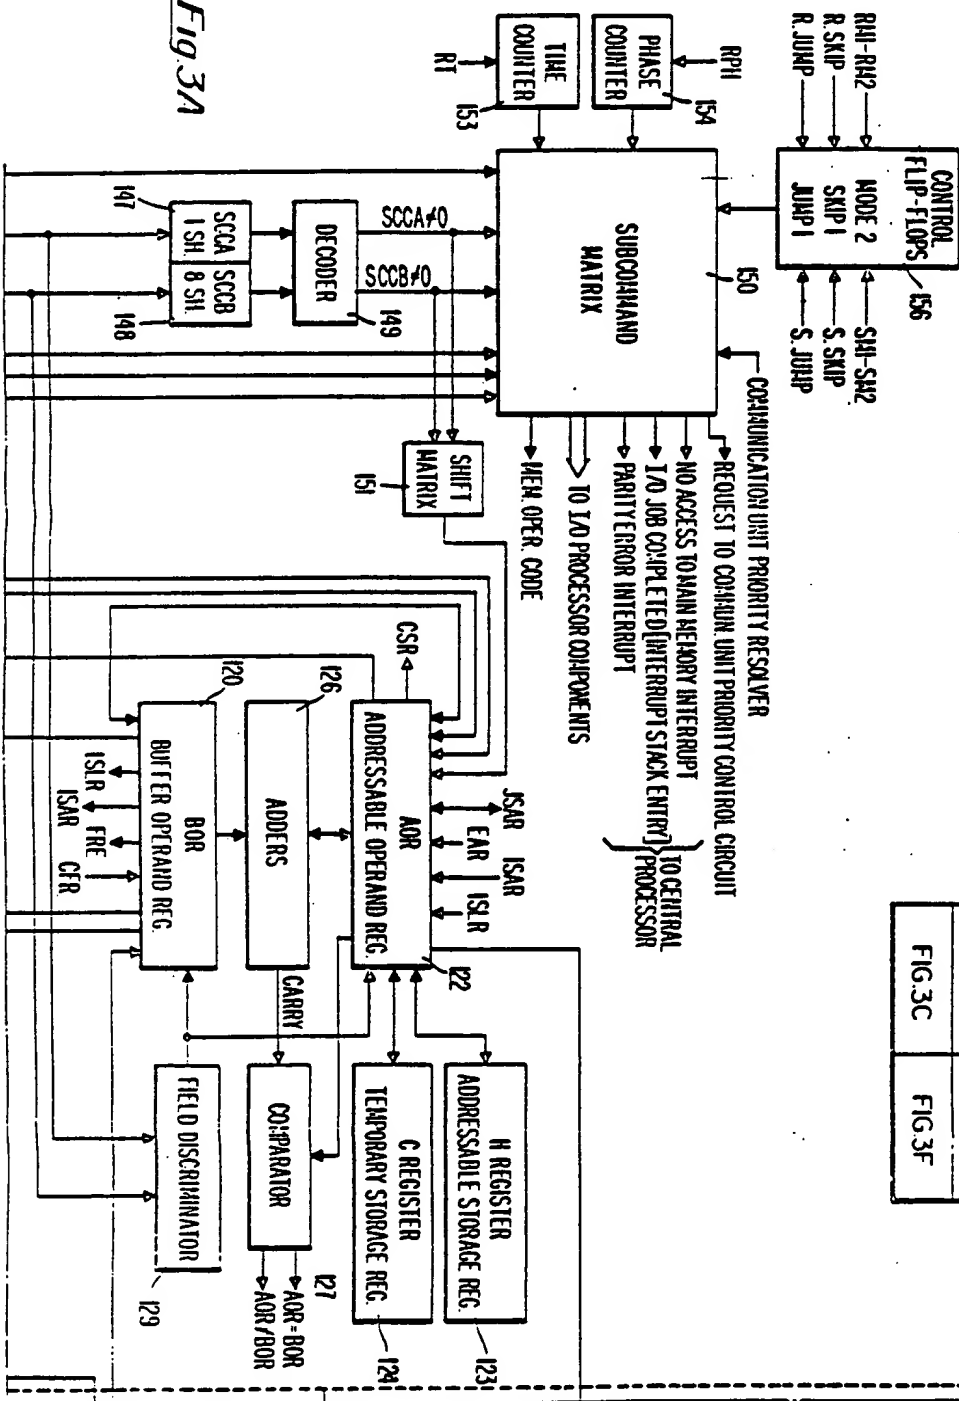 Fig. 3A
CONTROL
FLIP-FLOPS
MODE 2
SKIP 1
JUMP 1
156
RM1-RM2
R.SKIP
R.JUMP
SM1-SM2
S.SKIP
S.JUMP
RPH
PHASE
COUNTER
154
TIME
COUNTER
153
RT
SUBCOMMAND
MATRIX
150
COMMUNICATION UNIT PRIORITY RESOLVER
REQUEST TO COMMUN. UNIT PRIORITY CONTROL CIRCUIT
NO ACCESS TO MAIN MEMORY INTERRUPT
I/O JOB COMPLETED [INTERRUPT STACK ENTRY]
PARITY ERROR INTERRUPT
TO CENTRAL
PROCESSOR
TO I/O PROCESSOR COMPONENTS
MEM. OPER. CODE
SCCA≠0
SCCB≠0
DECODER
149
SCCA
1 SH.
147
SCCB
8 SH.
148
SHIFT
MATRIX
151
CSR
JSAR
EAR
ISAR
ISLR
AOR
ADDRESSABLE OPERAND REG.
122
ADDERS
126
CARRY
BOR
BUFFER OPERAND REG.
120
ISLR
ISAR
FRE
CFR
H REGISTER
ADDRESSABLE STORAGE REG.
123
C REGISTER
TEMPORARY STORAGE REG.
124
COMPARATOR
127
AOR=BOR
AOR≠BOR
FIELD DISCRIMINATOR
129
FIG.3C
FIG.3F